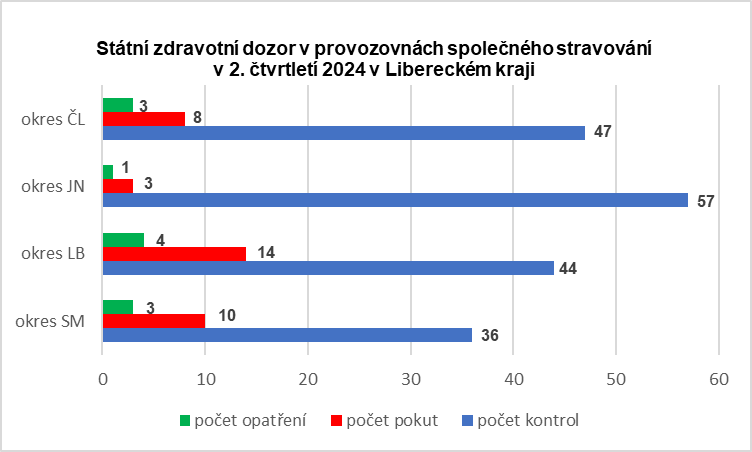 Státní zdravotní dozor v provozovnách společného stravování
v 2. čtvrtletí 2024 v Libereckém kraji
okres ČL
3
8
47
okres JN
1
3
57
okres LB
4
14
44
okres SM
3
10
36
0 10 20 30 40 50 60
počet opatření počet pokut počet kontrol